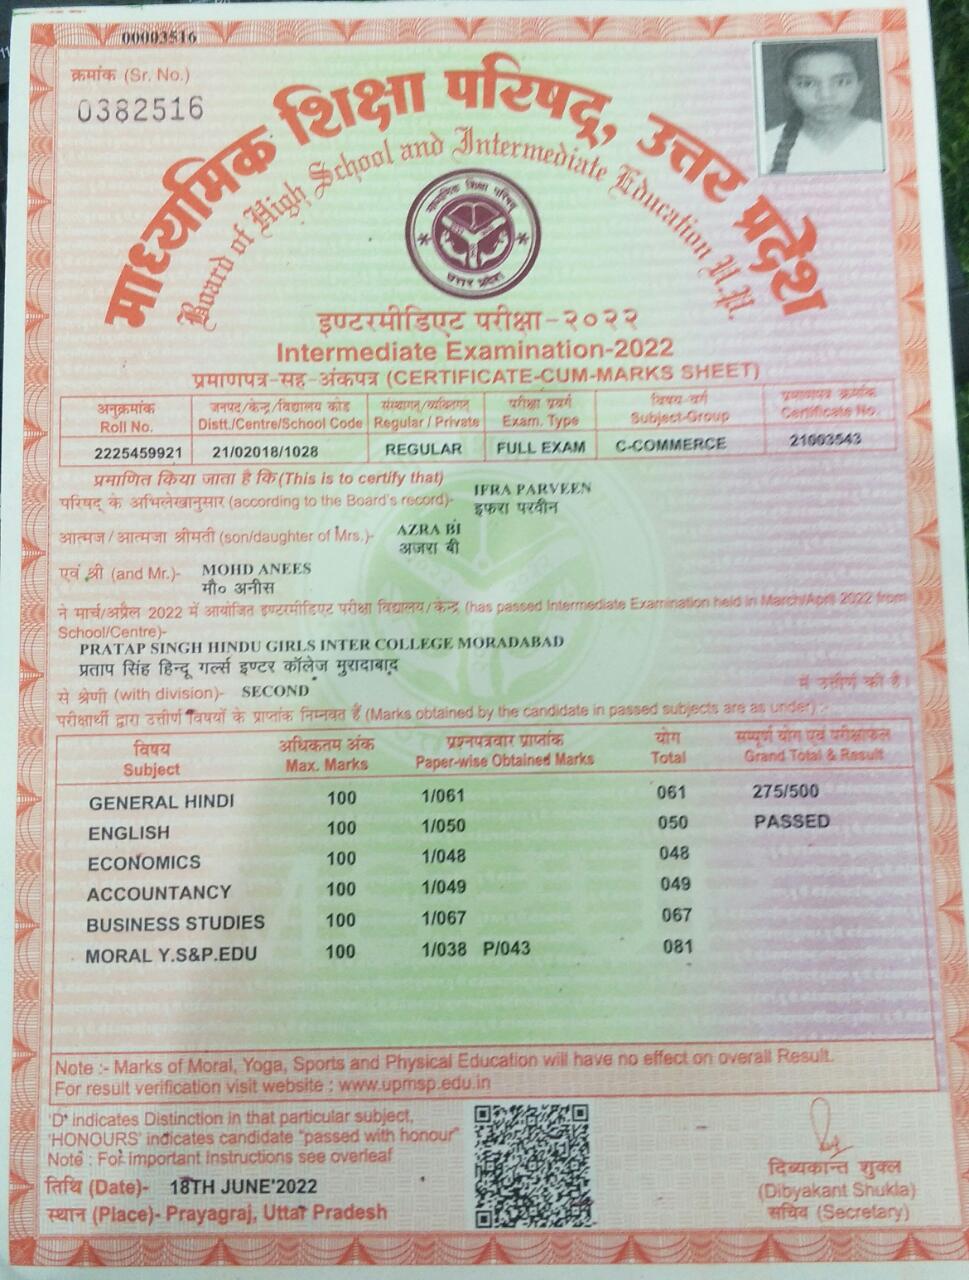 00003516
क्रमांक (Sr. No.)
0382516
माध्यमिक शिक्षा परिषद्, उत्तर प्रदेश
Board of High School and Intermediate Education U.P.
माध्यमिक शिक्षा परिषद्
उत्तर प्रदेश
इण्टरमीडिएट परीक्षा-२०२२
Intermediate Examination-2022
प्रमाणपत्र-सह-अंकपत्र (CERTIFICATE-CUM-MARKS SHEET)
अनुक्रमांक जनपद/केन्द्र/विद्यालय कोड संस्थागत/व्यक्तिगत परीक्षा प्रवर्ग विषय-वर्ग प्रमाणपत्र क्रमांक
Roll No. Distt./Centre/School Code Regular / Private Exam. Type Subject-Group Certificate No.
2225459921 21/02018/1028 REGULAR FULL EXAM C-COMMERCE 21003543
प्रमाणित किया जाता है कि (This is to certify that)
परिषद के अभिलेखानुसार (according to the Board's record)- IFRA PARVEEN
इफरा परवीन
आत्मज/आत्मजा श्रीमती (son/daughter of Mrs.)- AZRA BI
अजरा बी
एवं श्री (and Mr.)- MOHD ANEES
मौ० अनीस
ने मार्च/अप्रैल 2022 में आयोजित इण्टरमीडिएट परीक्षा विद्यालय/केन्द्र (has passed Intermediate Examination held in March/April 2022 from
School/Centre)-
PRATAP SINGH HINDU GIRLS INTER COLLEGE MORADABAD
प्रताप सिंह हिन्दू गर्ल्स इण्टर कॉलेज मुरादाबाद
से श्रेणी (with division)- SECOND में उत्तीर्ण की है।
परीक्षार्थी द्वारा उत्तीर्ण विषयों के प्राप्तांक निम्नवत हैं (Marks obtained by the candidate in passed subjects are as under) :-
विषय अधिकतम अंक प्रश्नपत्रवार प्राप्तांक योग सम्पूर्ण योग एवं परीक्षाफल
Subject Max. Marks Paper-wise Obtained Marks Total Grand Total & Result
GENERAL HINDI 100 1/061 061 275/500
ENGLISH 100 1/050 050 PASSED
ECONOMICS 100 1/048 048
ACCOUNTANCY 100 1/049 049
BUSINESS STUDIES 100 1/067 067
MORAL Y.S&P.EDU 100 1/038 P/043 081
Note :- Marks of Moral, Yoga, Sports and Physical Education will have no effect on overall Result.
For result verification visit website : www.upmsp.edu.in
'D' indicates Distinction in that particular subject,
'HONOURS' indicates candidate "passed with honour"
Note : For important Instructions see overleaf
तिथि (Date)- 18TH JUNE'2022
स्थान (Place)- Prayagraj, Uttar Pradesh
दिब्यकान्त शुक्ल
(Dibyakant Shukla)
सचिव (Secretary)